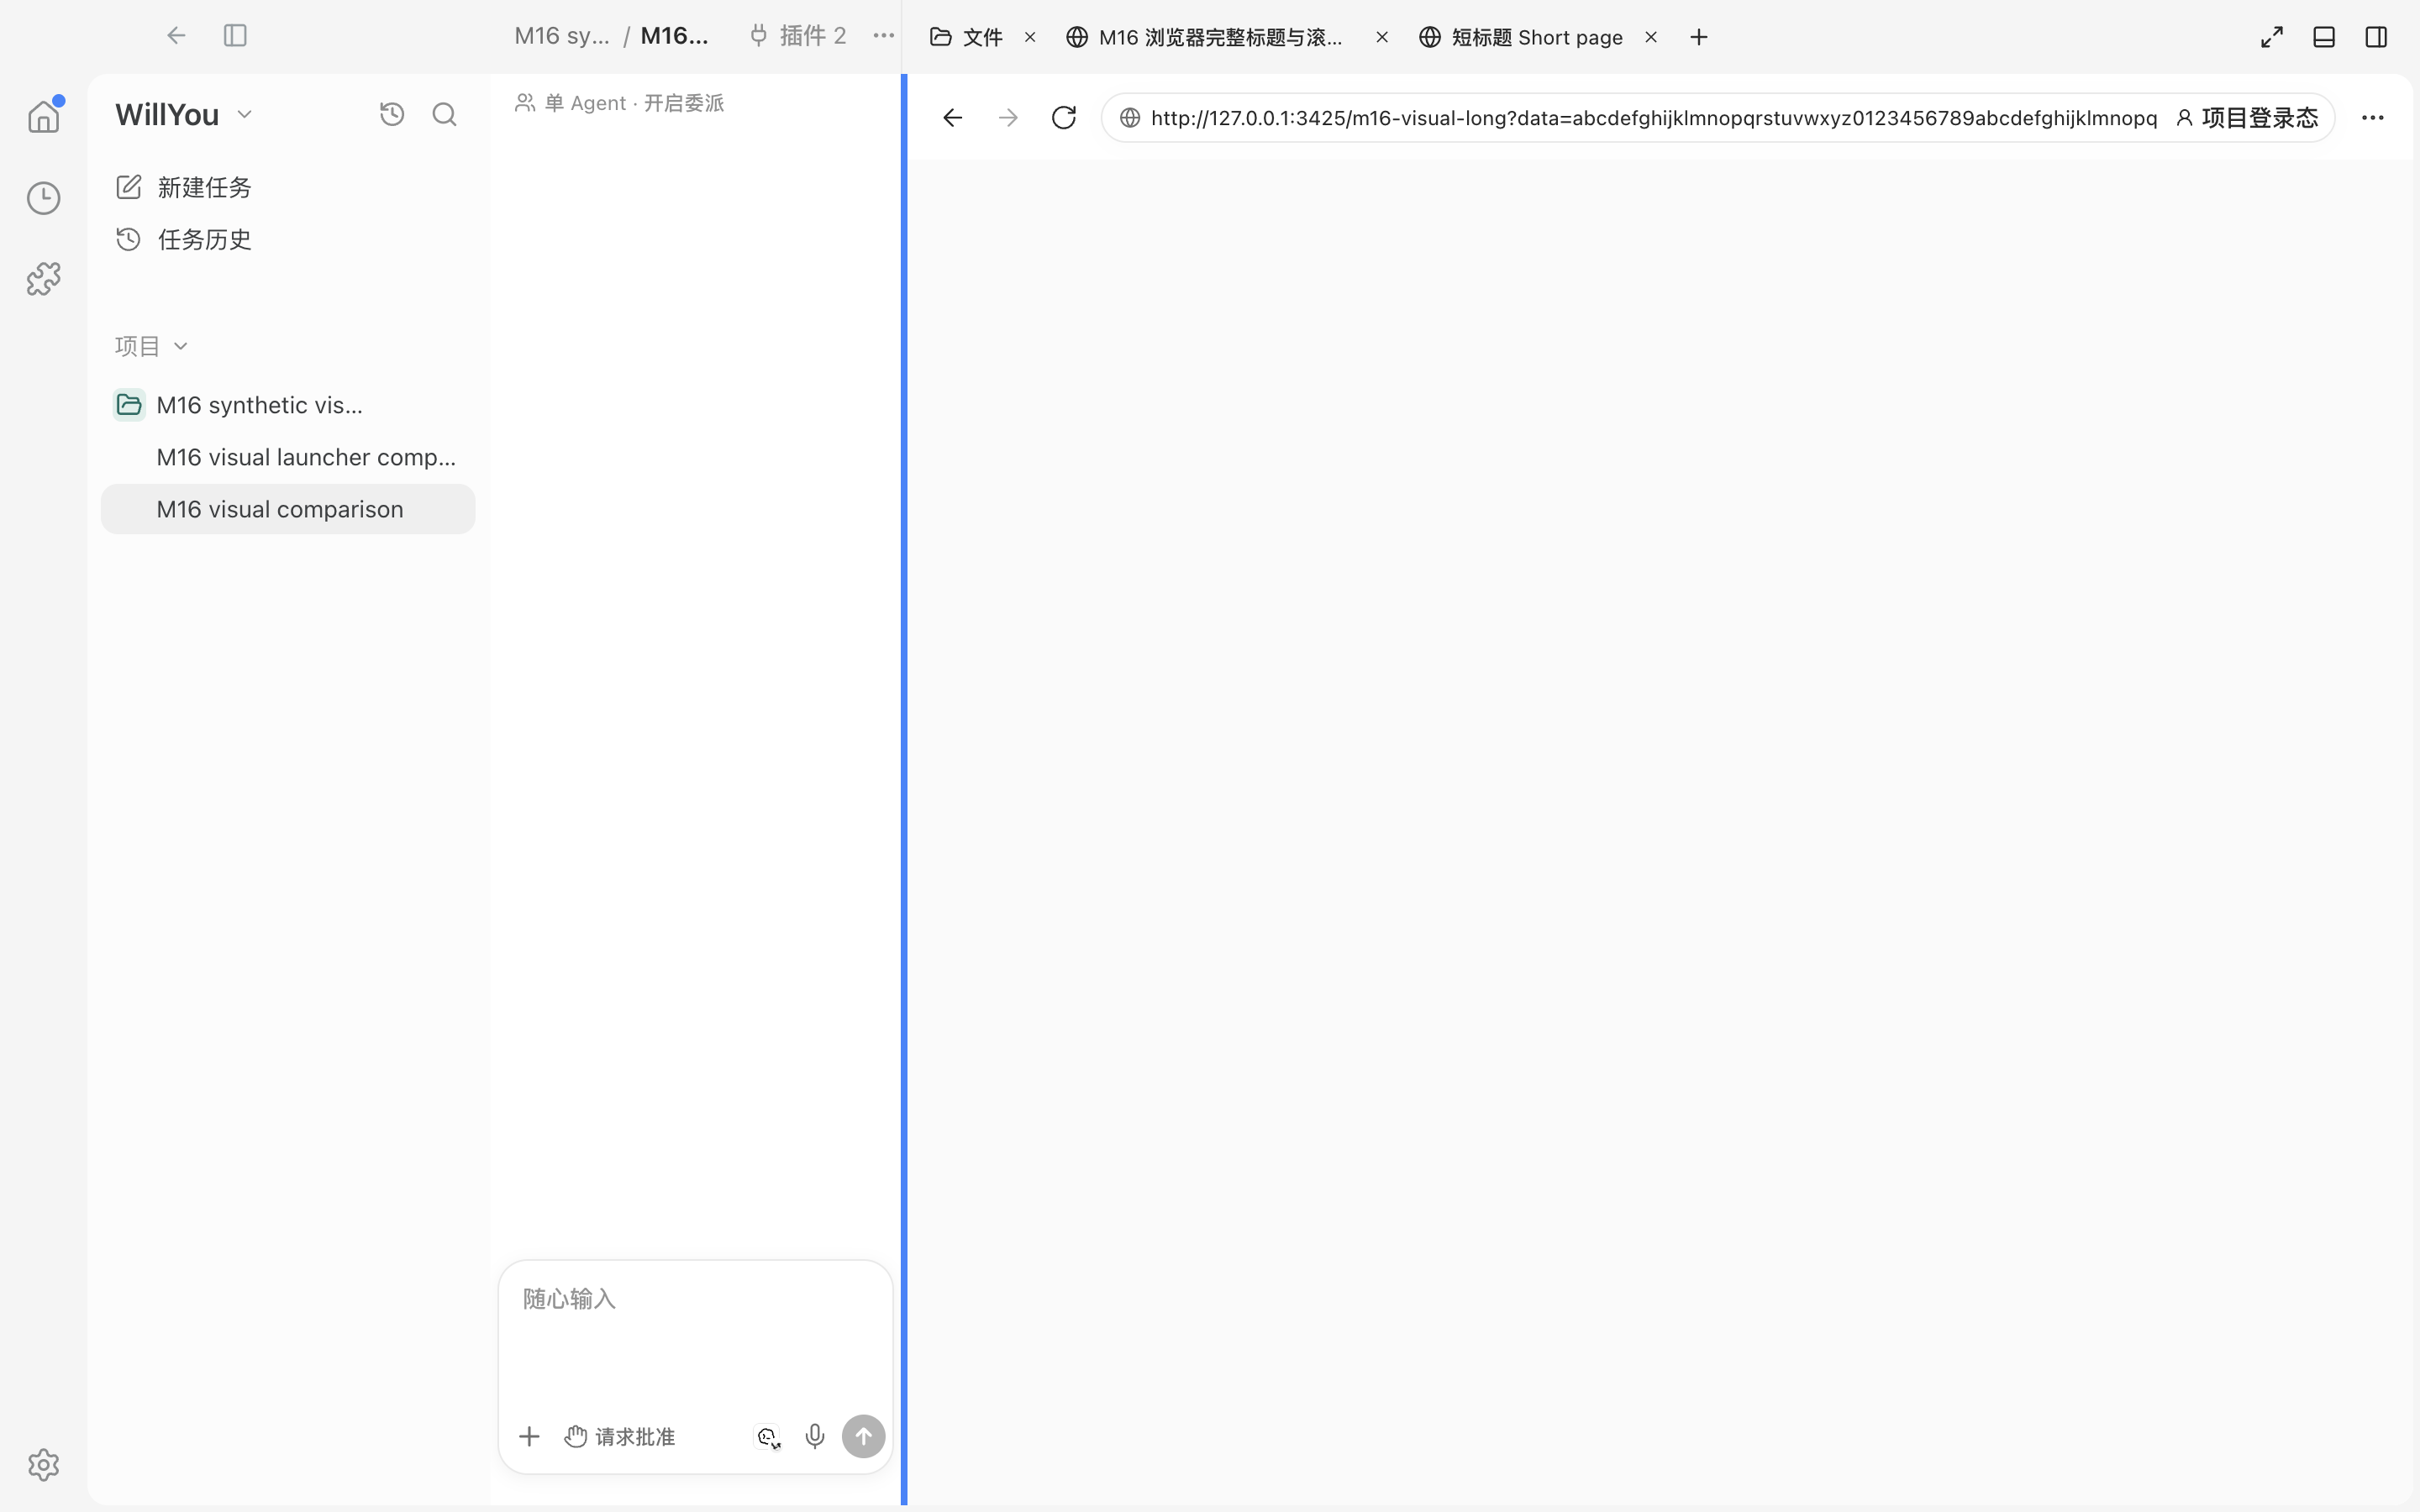 M16 sy... / M16... 插件 2
文件
M16 浏览器完整标题与滚...
短标题 Short page
WillYou
新建任务
任务历史
项目
M16 synthetic vis...
M16 visual launcher comp...
M16 visual comparison
单 Agent · 开启委派
随心输入
请求批准
http://127.0.0.1:3425/m16-visual-long?data=abcdefghijklmnopqrstuvwxyz0123456789abcdefghijklmnopq 项目登录态